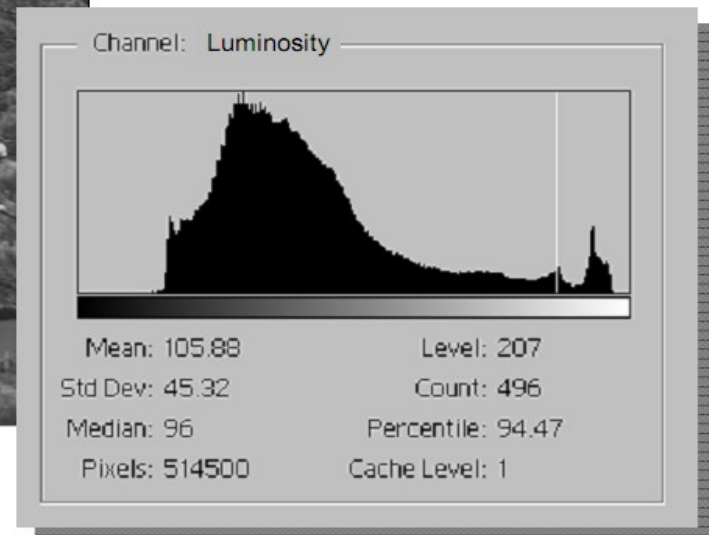 Channel: Luminosity
Mean: 105.88 Level: 207
Std Dev: 45.32 Count: 496
Median: 96 Percentile: 94.47
Pixels: 514500 Cache Level: 1